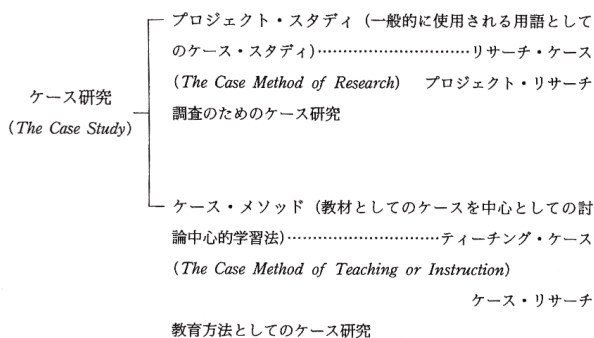 プロジェクト・スタディ（一般的に使用される用語として
のケース・スタディ）…………………………リサーチ・ケース
(The Case Method of Research)　プロジェクト・リサーチ
調査のためのケース研究
ケース研究
(The Case Study)
ケース・メソッド（教材としてのケースを中心としての討
論中心的学習法）…………………………ティーチング・ケース
(The Case Method of Teaching or Instruction)
ケース・リサーチ
教育方法としてのケース研究